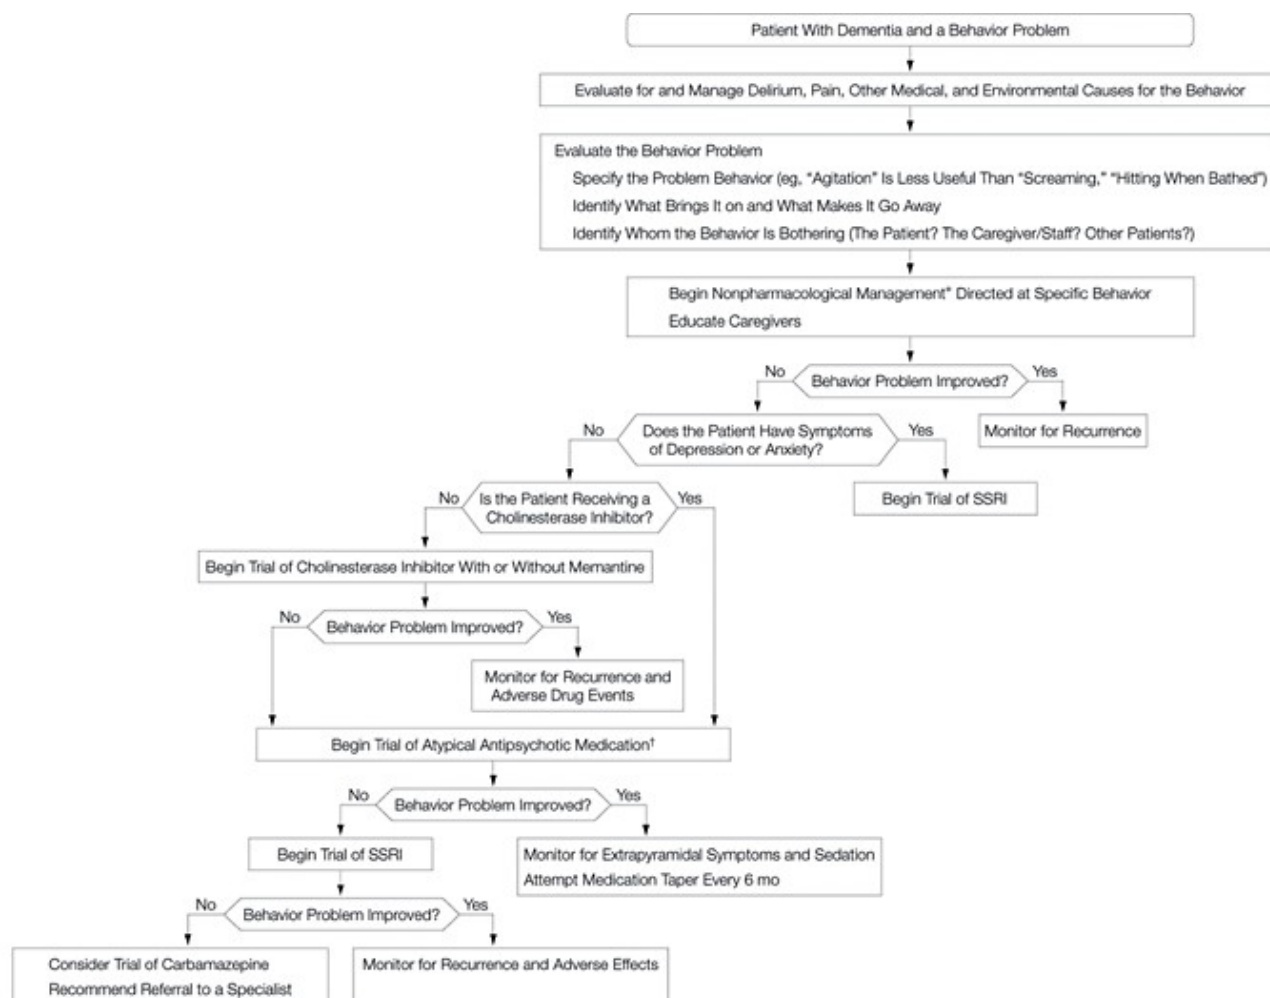 Patient With Dementia and a Behavior Problem
Evaluate for and Manage Delirium, Pain, Other Medical, and Environmental Causes for the Behavior
Evaluate the Behavior Problem
Specify the Problem Behavior (eg, “Agitation” Is Less Useful Than “Screaming,” “Hitting When Bathed”)
Identify What Brings It on and What Makes It Go Away
Identify Whom the Behavior Is Bothering (The Patient? The Caregiver/Staff? Other Patients?)
Begin Nonpharmacological Management* Directed at Specific Behavior
Educate Caregivers
No
Behavior Problem Improved?
Yes
Monitor for Recurrence
No
Does the Patient Have Symptoms
of Depression or Anxiety?
Yes
Begin Trial of SSRI
No
Is the Patient Receiving a
Cholinesterase Inhibitor?
Yes
Begin Trial of Cholinesterase Inhibitor With or Without Memantine
No
Behavior Problem Improved?
Yes
Monitor for Recurrence and
Adverse Drug Events
Begin Trial of Atypical Antipsychotic Medication†
No
Behavior Problem Improved?
Yes
Begin Trial of SSRI
Monitor for Extrapyramidal Symptoms and Sedation
Attempt Medication Taper Every 6 mo
No
Behavior Problem Improved?
Yes
Consider Trial of Carbamazepine
Recommend Referral to a Specialist
Monitor for Recurrence and Adverse Effects